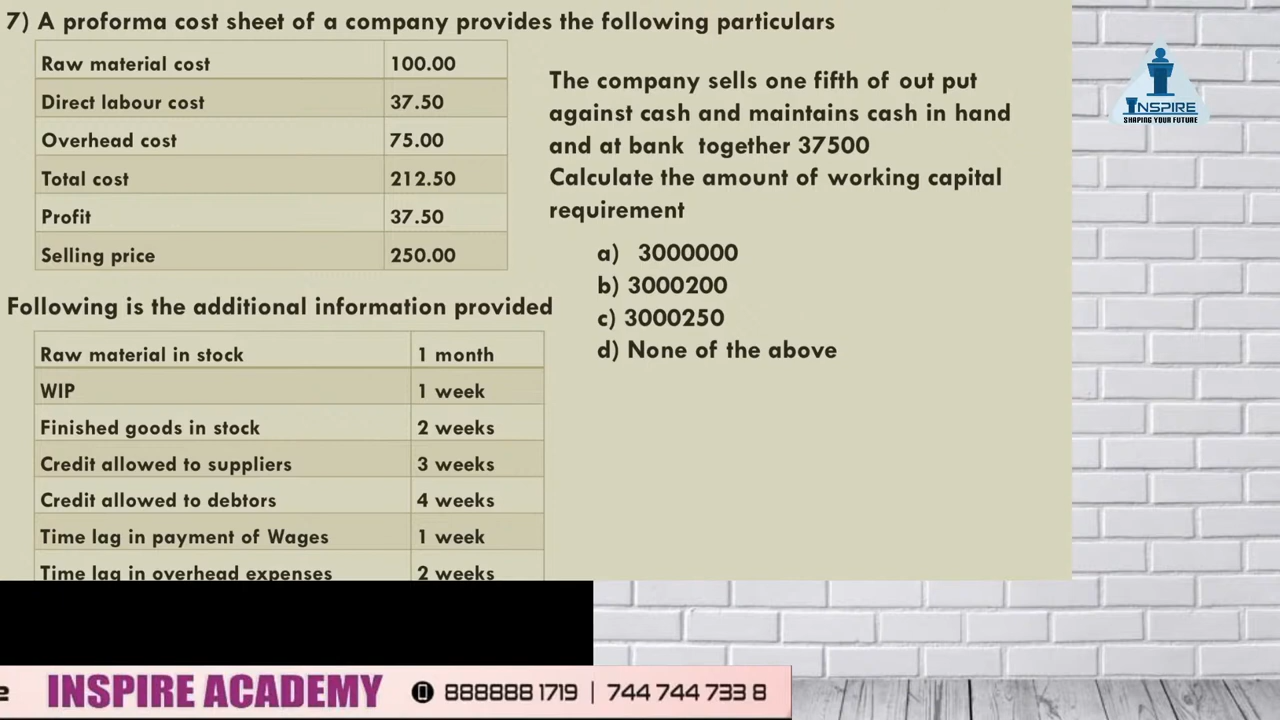 7) A proforma cost sheet of a company provides the following particulars
Raw material cost 100.00
Direct labour cost 37.50
Overhead cost 75.00
Total cost 212.50
Profit 37.50
Selling price 250.00
Following is the additional information provided
Raw material in stock 1 month
WIP 1 week
Finished goods in stock 2 weeks
Credit allowed to suppliers 3 weeks
Credit allowed to debtors 4 weeks
Time lag in payment of Wages 1 week
Time lag in overhead expenses 2 weeks
The company sells one fifth of out put
against cash and maintains cash in hand
and at bank together 37500
Calculate the amount of working capital
requirement
a) 3000000
b) 3000200
c) 3000250
d) None of the above
INSPIRE
SHAPING YOUR FUTURE
e INSPIRE ACADEMY 888888 1719 | 744 744 733 8